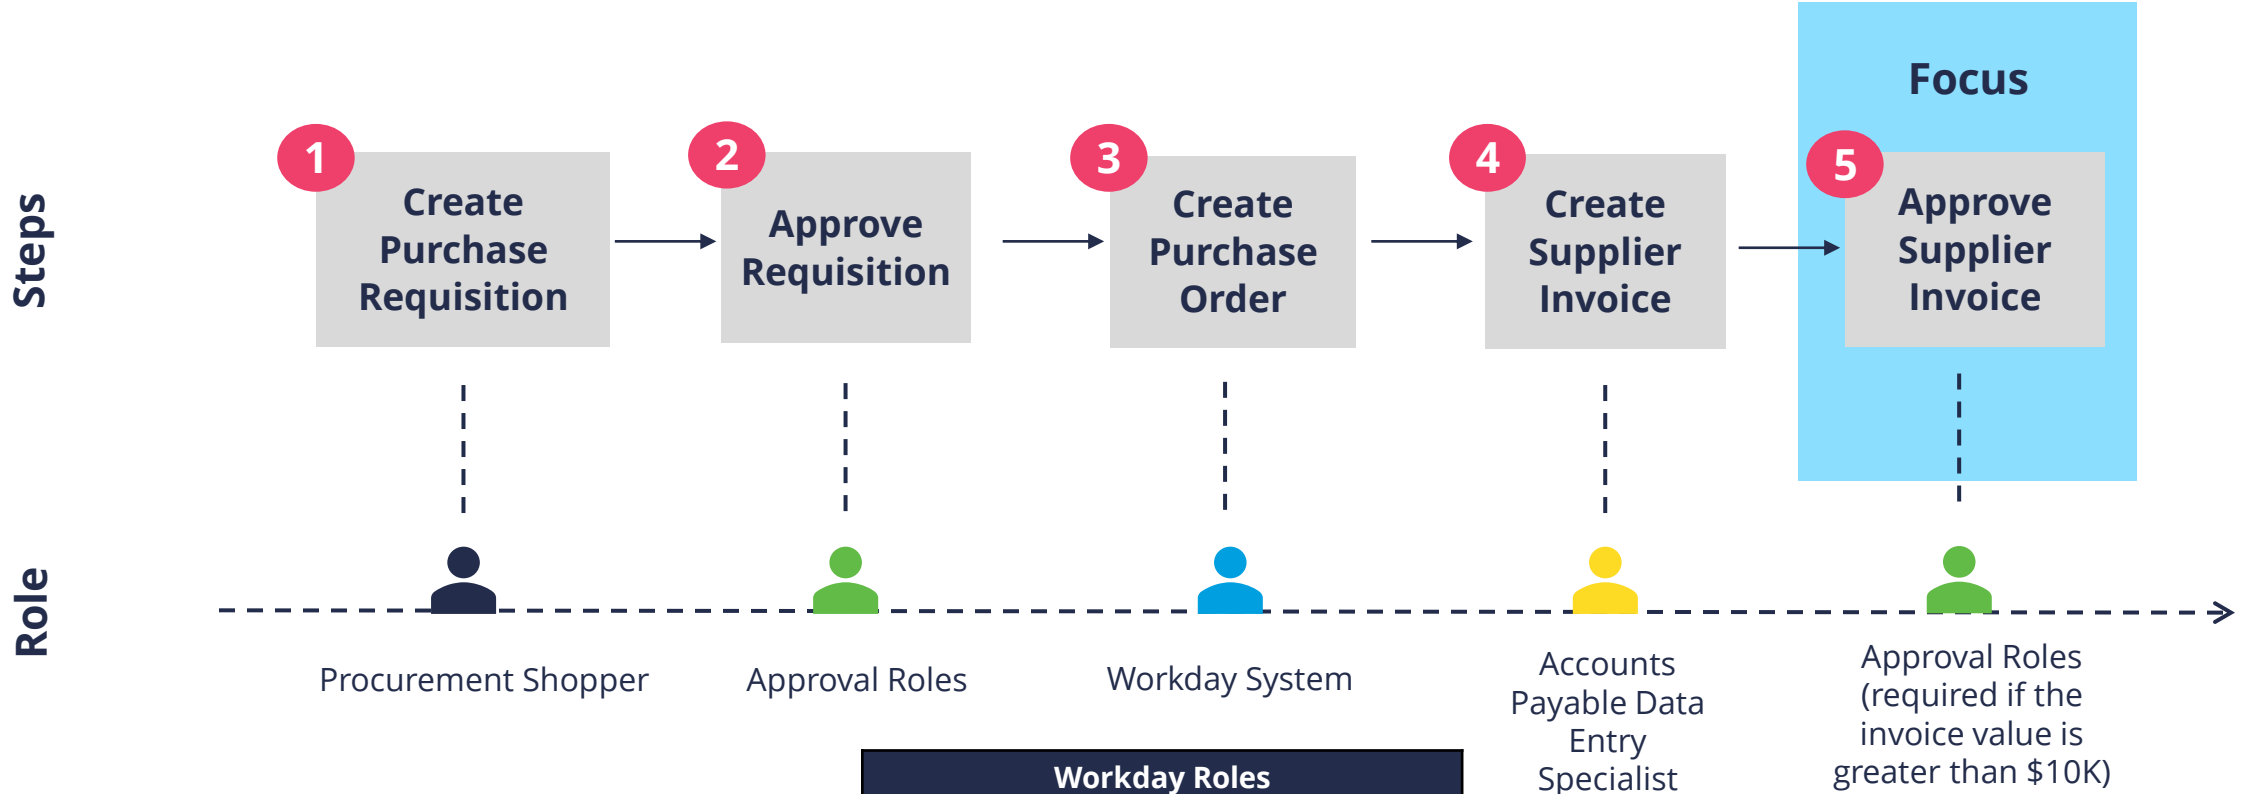 Focus
Steps
1
Create
Purchase
Requisition
2
Approve
Requisition
3
Create
Purchase
Order
4
Create
Supplier
Invoice
5
Approve
Supplier
Invoice
Role
Procurement Shopper
Approval Roles
Workday System
Accounts
Payable Data
Entry
Specialist
Approval Roles
(required if the
invoice value is
greater than $10K)
Workday Roles